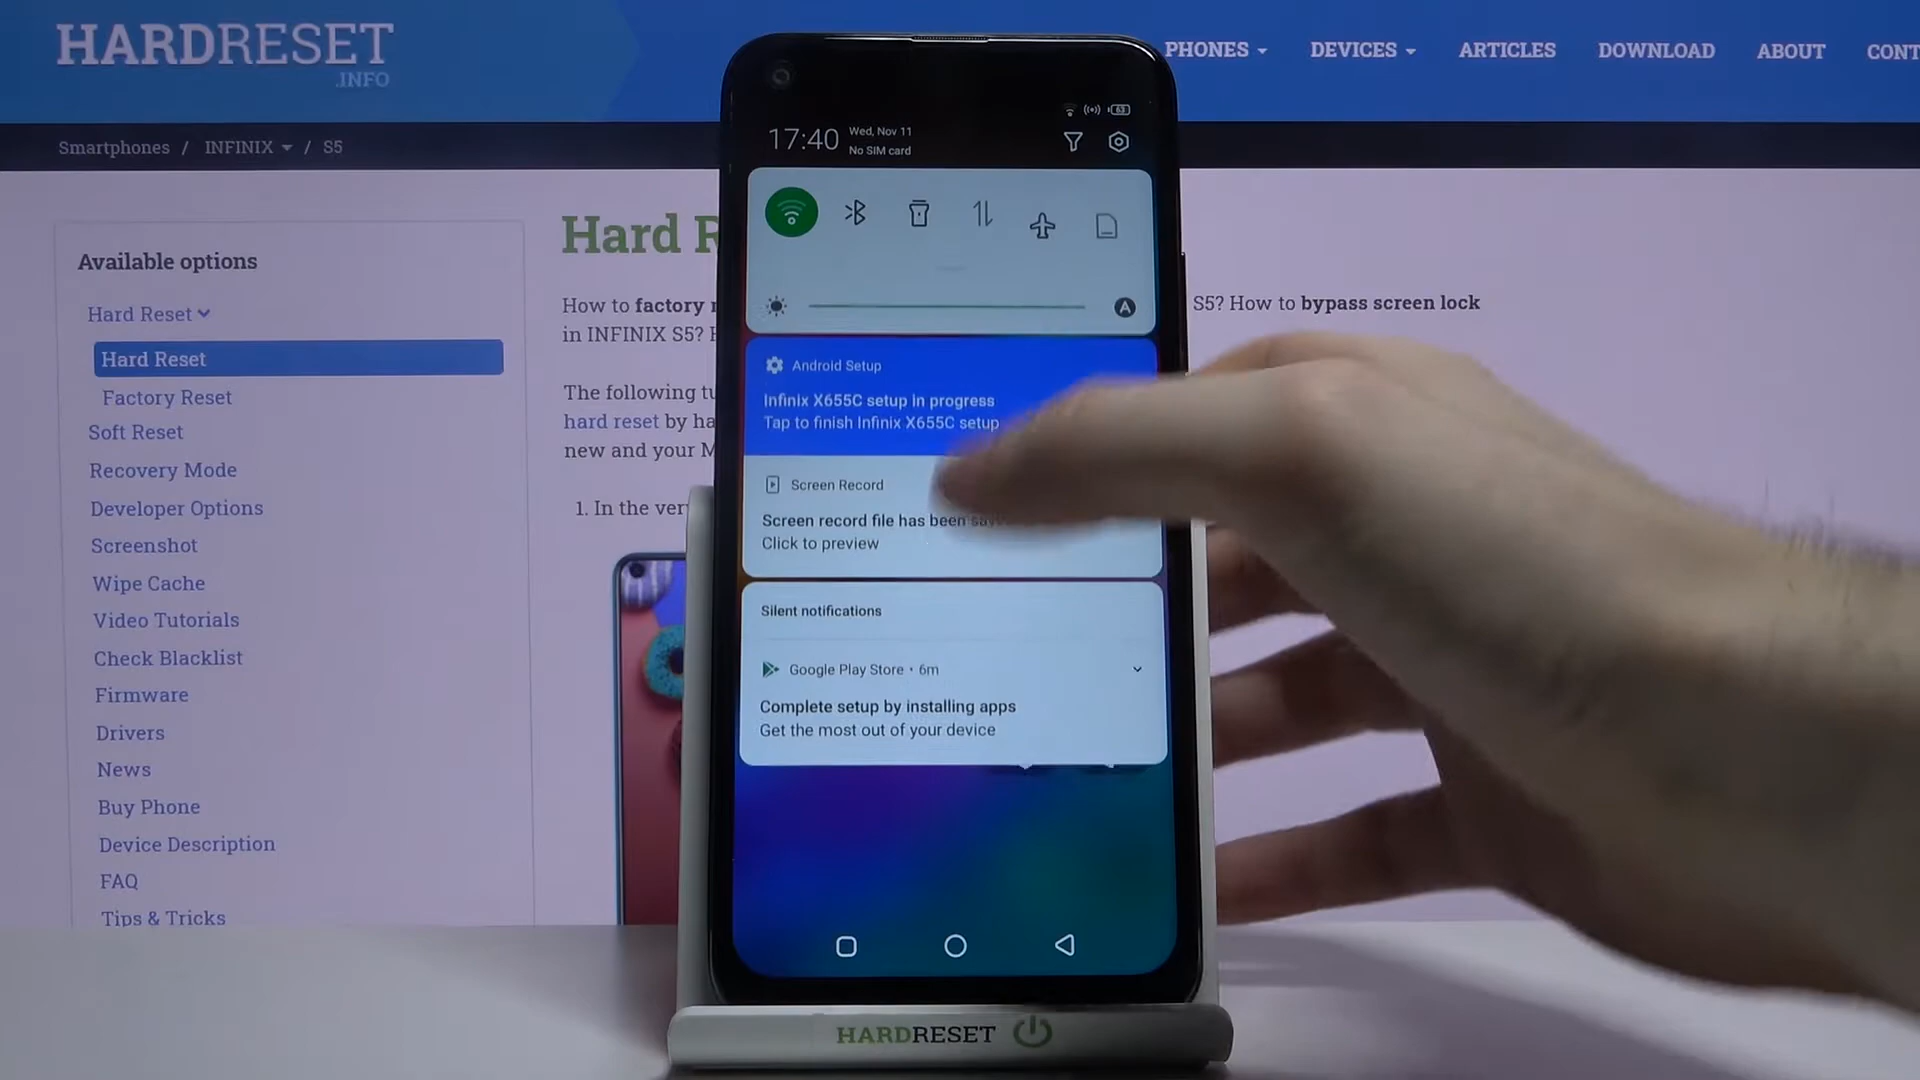 HARDRESET
.INFO
PHONES
DEVICES
ARTICLES
DOWNLOAD
ABOUT
CONT
Smartphones / INFINIX / S5
Available options
Hard Reset
Hard Reset
Factory Reset
Soft Reset
Recovery Mode
Developer Options
Screenshot
Wipe Cache
Video Tutorials
Check Blacklist
Firmware
Drivers
News
Buy Phone
Device Description
FAQ
Tips & Tricks
Hard R
How to factory r
S5? How to bypass screen lock
in INFINIX S5?
The following tu
hard reset by ha
new and your M
1. In the very
63
17:40
Wed, Nov 11
No SIM card
A
Android Setup
Infinix X655C setup in progress
Tap to finish Infinix X655C setup
Screen Record
Screen record file has been
Click to preview
Silent notifications
Google Play Store • 6m
Complete setup by installing apps
Get the most out of your device
HARDRESET